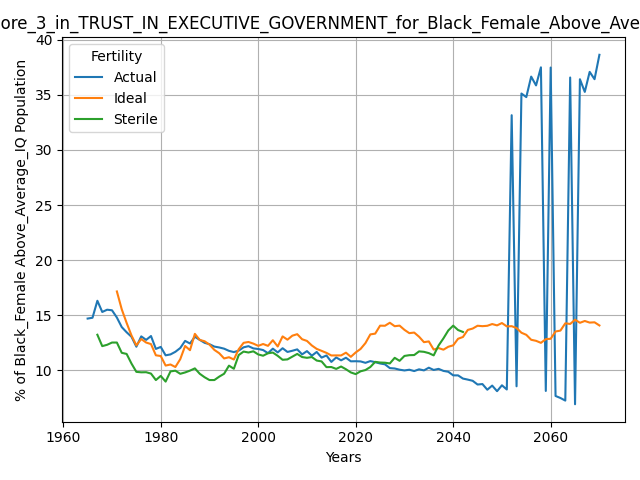 ore_3_in_TRUST_IN_EXECUTIVE_GOVERNMENT_for_Black_Female_Above_Ave
% of Black_Female Above_Average_IQ Population
40
35
30
25
20
15
10
Fertility
Actual
Ideal
Sterile
1960 1980 2000 2020 2040 2060
Years